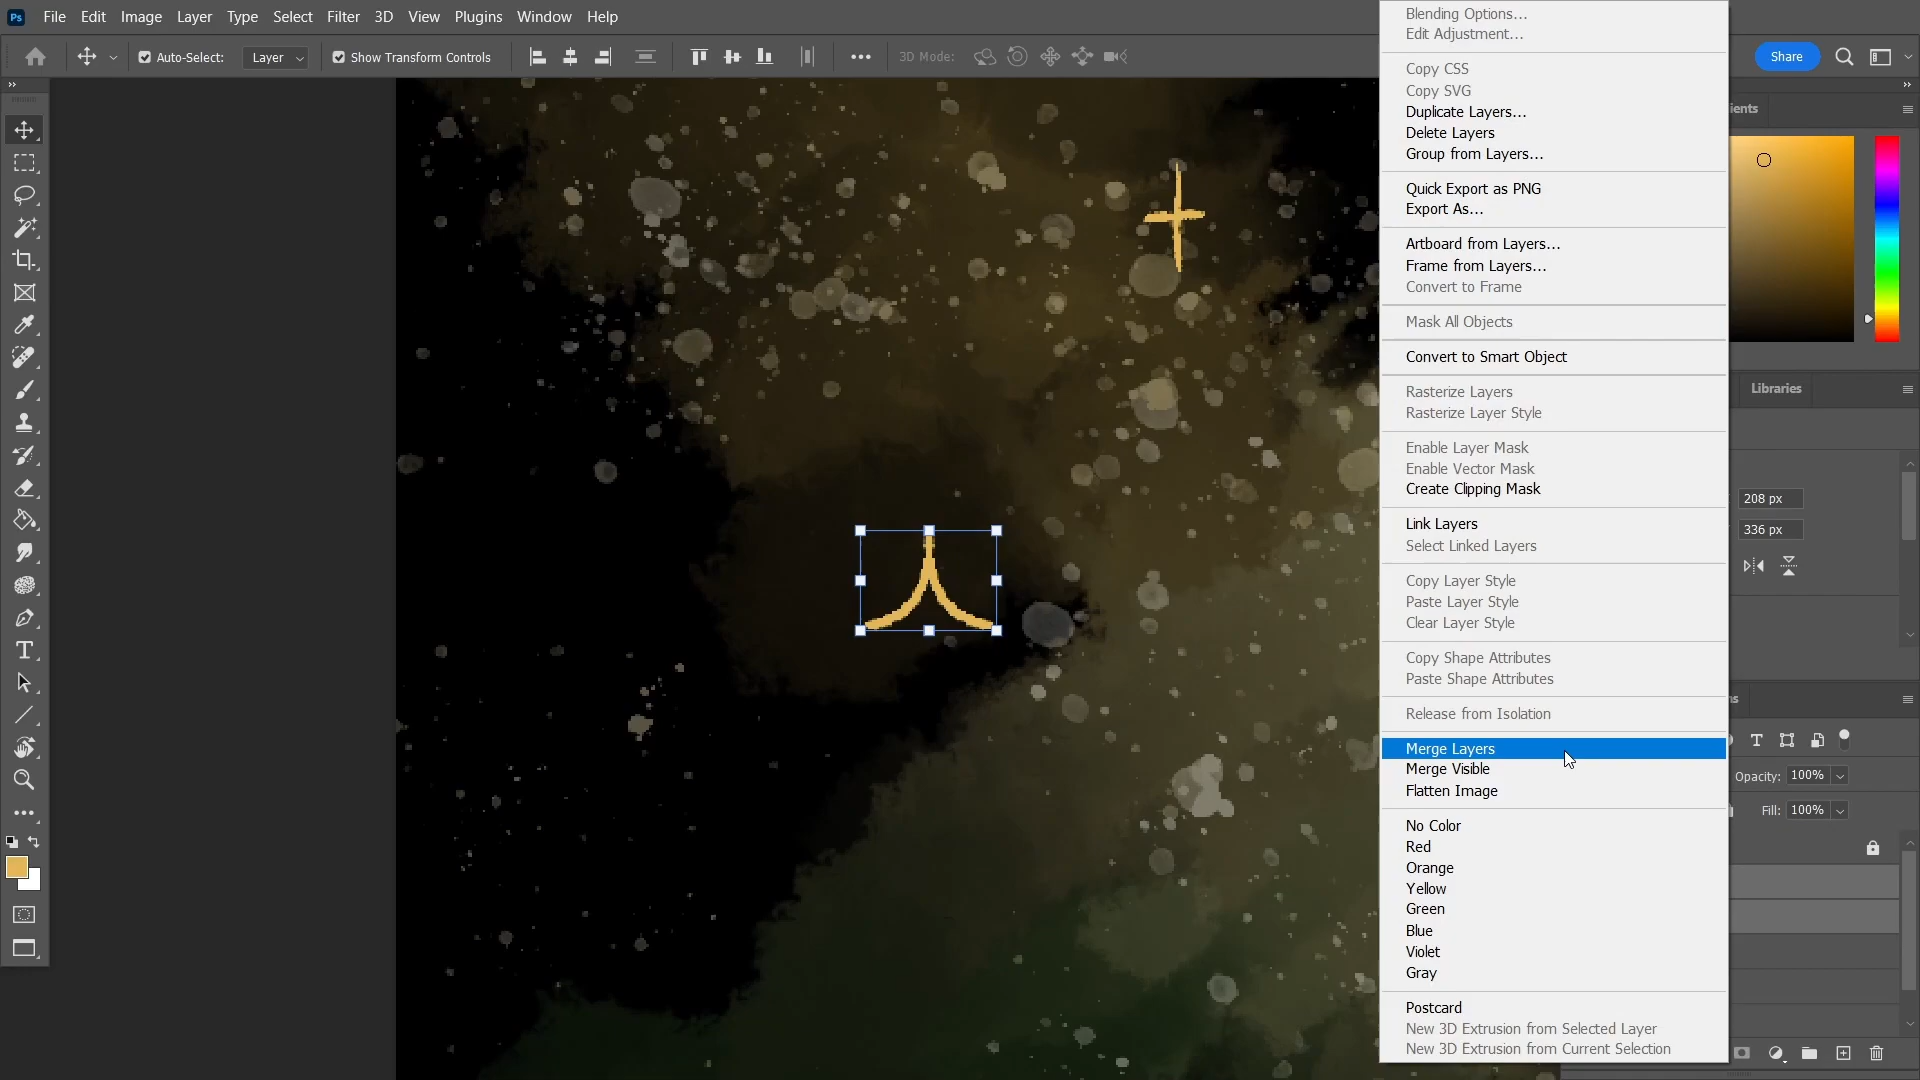 Ps File Edit Image Layer Type Select Filter 3D View Plugins Window Help
Auto-Select: Layer Show Transform Controls 3D Mode: Share
Blending Options...
Edit Adjustment...
Copy CSS
Copy SVG
Duplicate Layers...
Delete Layers
Group from Layers...
Quick Export as PNG
Export As...
Artboard from Layers...
Frame from Layers...
Convert to Frame
Mask All Objects
Convert to Smart Object
Rasterize Layers
Rasterize Layer Style
Enable Layer Mask
Enable Vector Mask
Create Clipping Mask
Link Layers
Select Linked Layers
Copy Layer Style
Paste Layer Style
Clear Layer Style
Copy Shape Attributes
Paste Shape Attributes
Release from Isolation
Merge Layers
Merge Visible
Flatten Image
No Color
Red
Orange
Yellow
Green
Blue
Violet
Gray
Postcard
New 3D Extrusion from Selected Layer
New 3D Extrusion from Current Selection
ients
Libraries
208 px
336 px
ns
T
Opacity: 100%
Fill: 100%
T